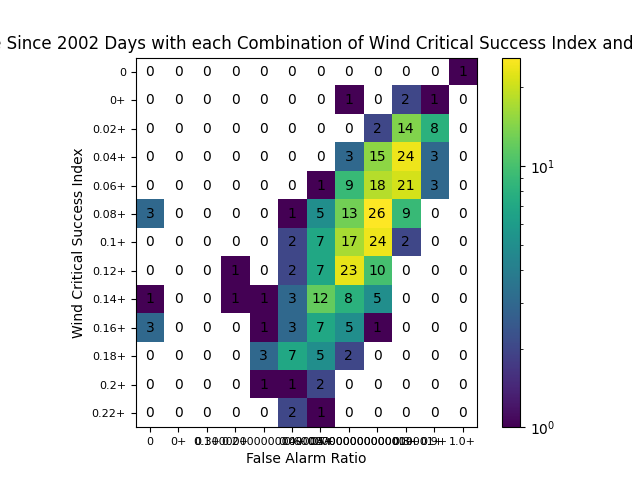 Since 2002 Days with each Combination of Wind Critical Success Index and
0 0 0 0 0 0 0 0 0 0 0 0 1
0+ 0 0 0 0 0 0 0 1 0 2 1 0
0.02+ 0 0 0 0 0 0 0 0 2 14 8 0
0.04+ 0 0 0 0 0 0 0 3 15 24 3 0
0.06+ 0 0 0 0 0 0 1 9 18 21 3 0
0.08+ 3 0 0 0 0 1 5 13 26 9 0 0
0.1+ 0 0 0 0 0 2 7 17 24 2 0 0
0.12+ 0 0 0 1 0 2 7 23 10 0 0 0
0.14+ 1 0 0 1 1 3 12 8 5 0 0 0
0.16+ 3 0 0 0 1 3 7 5 1 0 0 0
0.18+ 0 0 0 0 3 7 5 2 0 0 0 0
0.2+ 0 0 0 0 1 1 2 0 0 0 0 0
0.22+ 0 0 0 0 0 2 1 0 0 0 0 0
0 0+ 1.0+
False Alarm Ratio
Wind Critical Success Index
10¹
10⁰